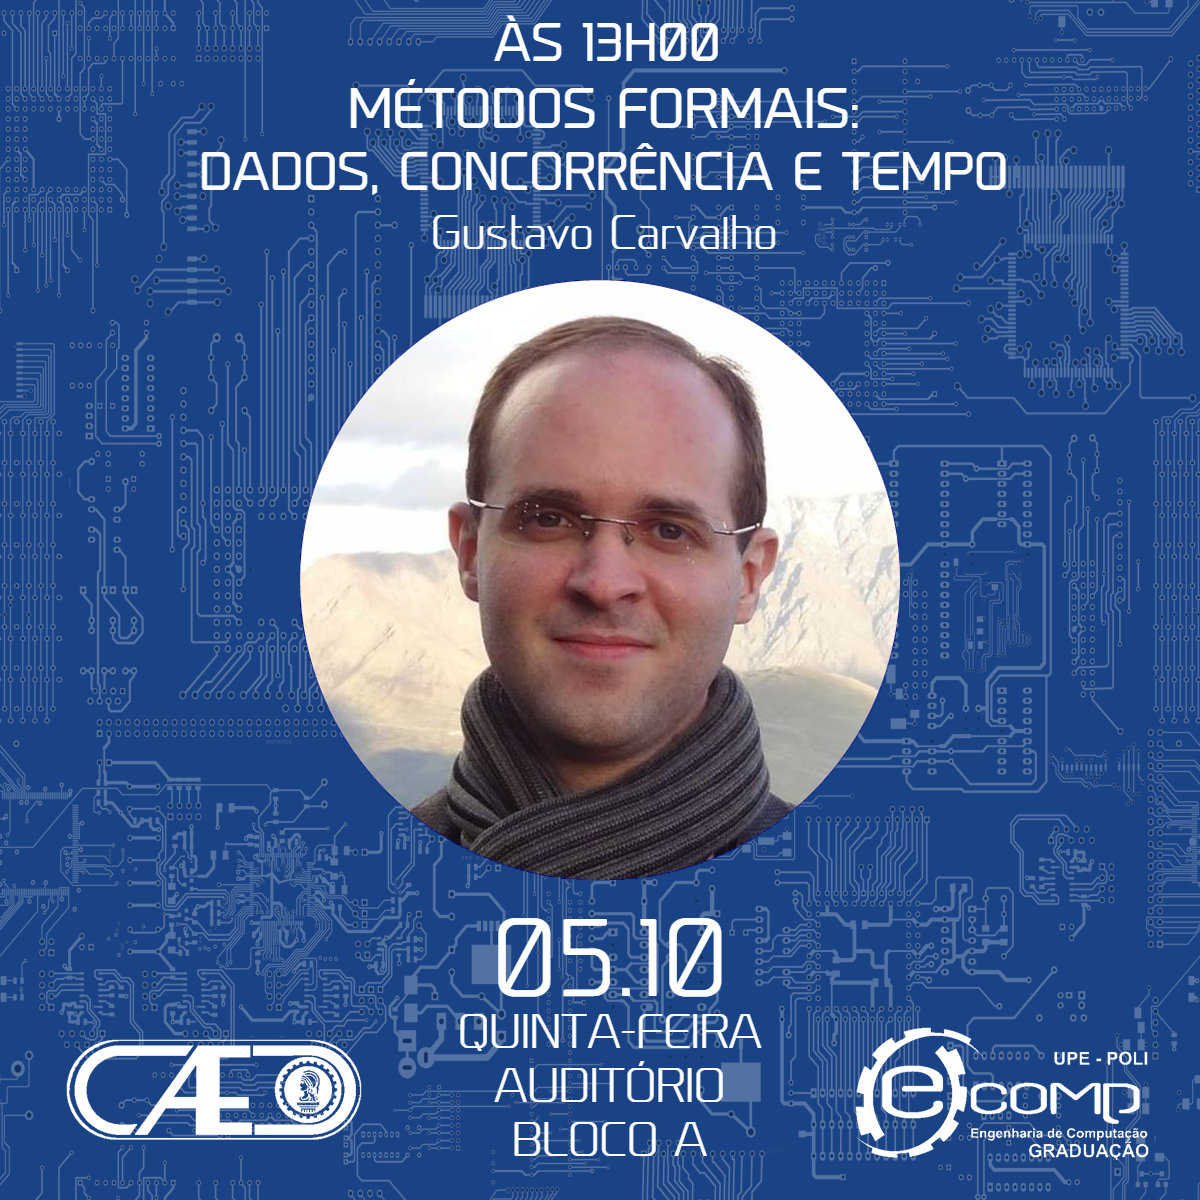 ÀS 13H00
MÉTODOS FORMAIS:
DADOS, CONCORRÊNCIA E TEMPO
Gustavo Carvalho
05.10
QUINTA-FEIRA
AUDITÓRIO
BLOCO A
CAEC
UPE - POLI
ecomp
Engenharia de Computação
GRADUAÇÃO